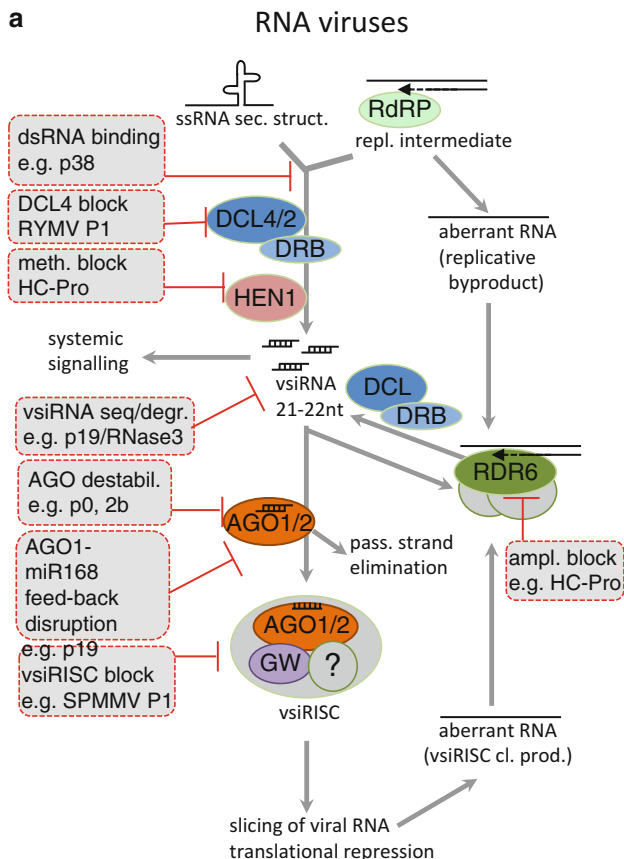 a
RNA viruses
ssRNA sec. struct.
RdRP
repl. intermediate
dsRNA binding
e.g. p38
DCL4 block
RYMV P1
meth. block
HC-Pro
DCL4/2
DRB
HEN1
aberrant RNA
(replicative
byproduct)
systemic
signalling
vsiRNA
21-22nt
DCL
DRB
RDR6
vsiRNA seq/degr.
e.g. p19/RNase3
AGO destabil.
e.g. p0, 2b
AGO1/2
pass. strand
elimination
ampl. block
e.g. HC-Pro
AGO1-
miR168
feed-back
disruption
e.g. p19
vsiRISC block
e.g. SPMMV P1
AGO1/2
GW
?
vsiRISC
aberrant RNA
(vsiRISC cl. prod.)
slicing of viral RNA
translational repression